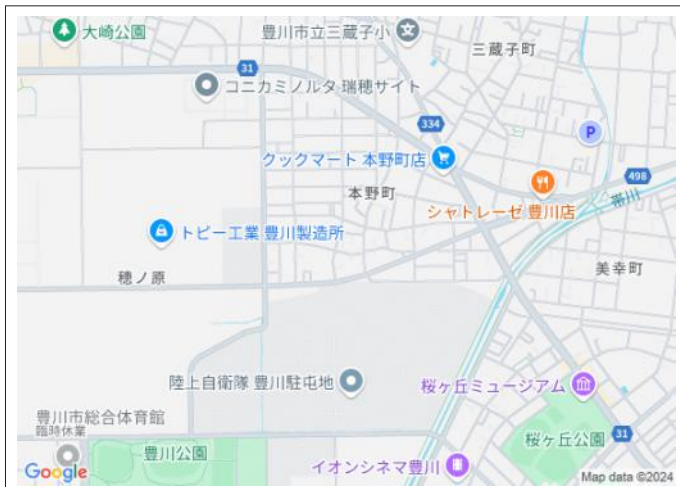 大崎公園
豊川市立三蔵子小
三蔵子町
31
コニカミノルタ 瑞穂サイト
334
P
クックマート 本野町店
498
本野町
シャトレーゼ 豊川店
帯川
トピー工業 豊川製造所
穂ノ原
美幸町
陸上自衛隊 豊川駐屯地
桜ヶ丘ミュージアム
豊川市総合体育館
臨時休業
31
桜ヶ丘公園
豊川公園
イオンシネマ豊川
Google
Map data ©2024